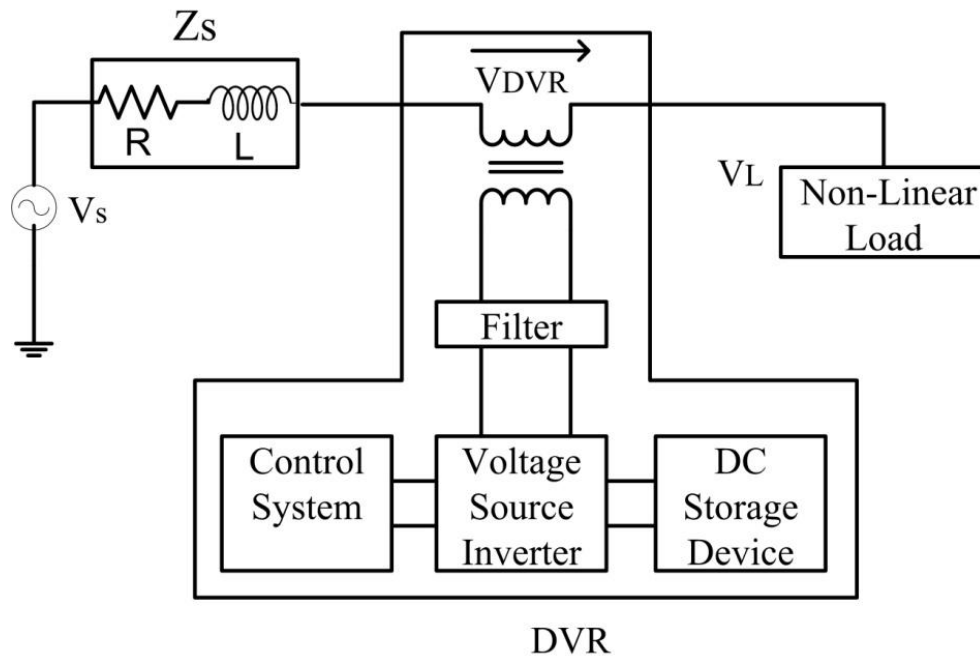 Zs
VDVR
R
L
Vs
VL
Non-Linear
Load
Filter
Control
System
Voltage
Source
Inverter
DC
Storage
Device
DVR